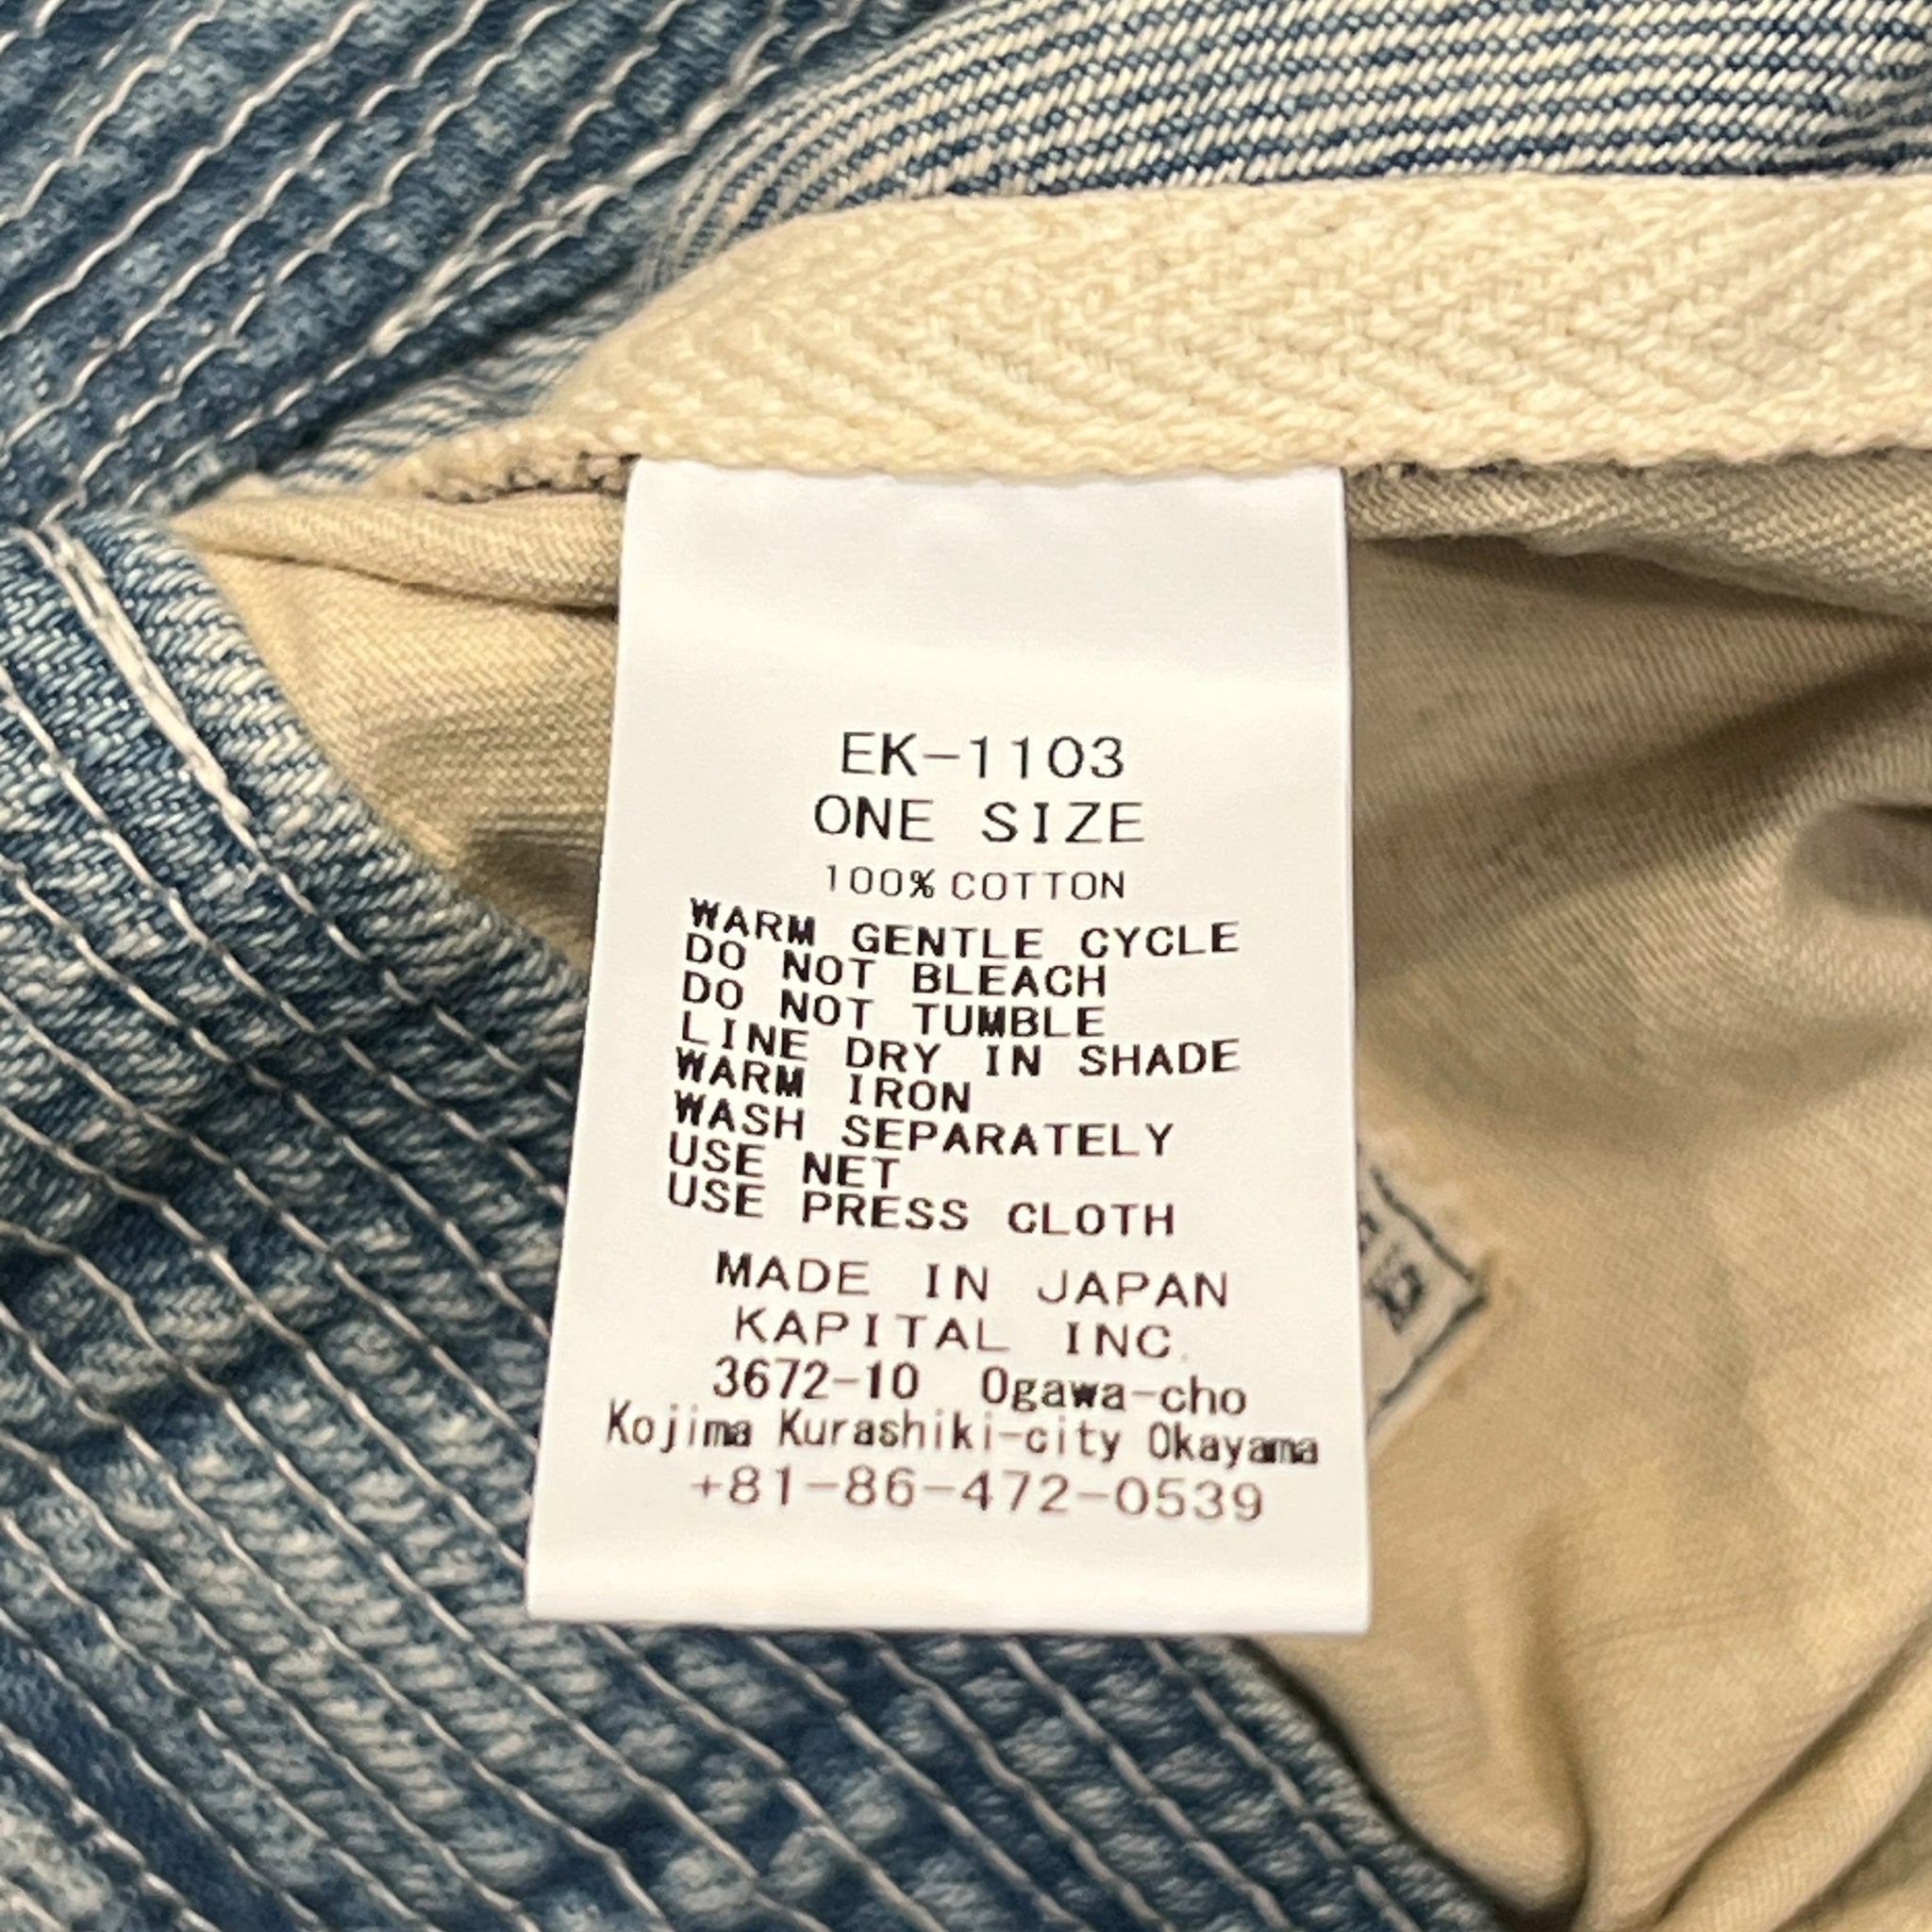 EK-1103
ONE SIZE
100% COTTON
WARM GENTLE CYCLE
DO NOT BLEACH
DO NOT TUMBLE
LINE DRY IN SHADE
WARM IRON
WASH SEPARATELY
USE NET
USE PRESS CLOTH
MADE IN JAPAN
KAPITAL INC.
3672-10 Ogawa-cho
Kojima Kurashiki-city Okayama
+81-86-472-0539